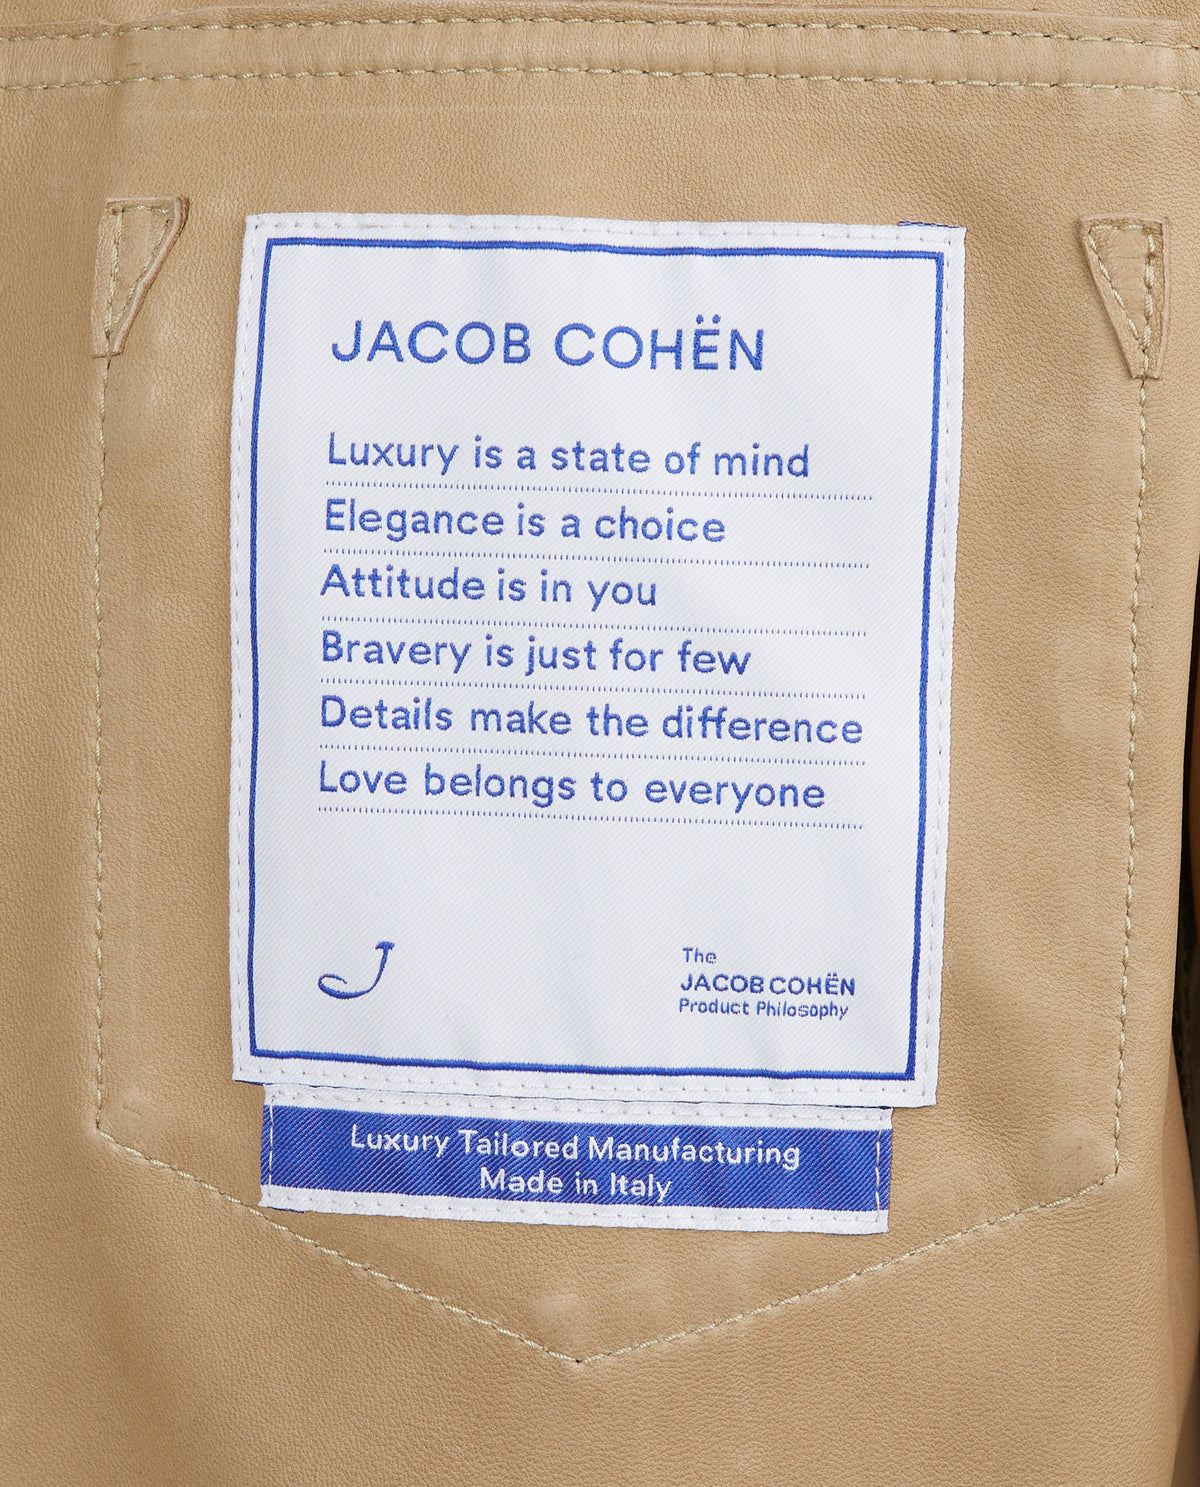 JACOB COHËN
Luxury is a state of mind
Elegance is a choice
Attitude is in you
Bravery is just for few
Details make the difference
Love belongs to everyone
J
The
JACOB COHËN
Product Philosophy
Luxury Tailored Manufacturing
Made in Italy